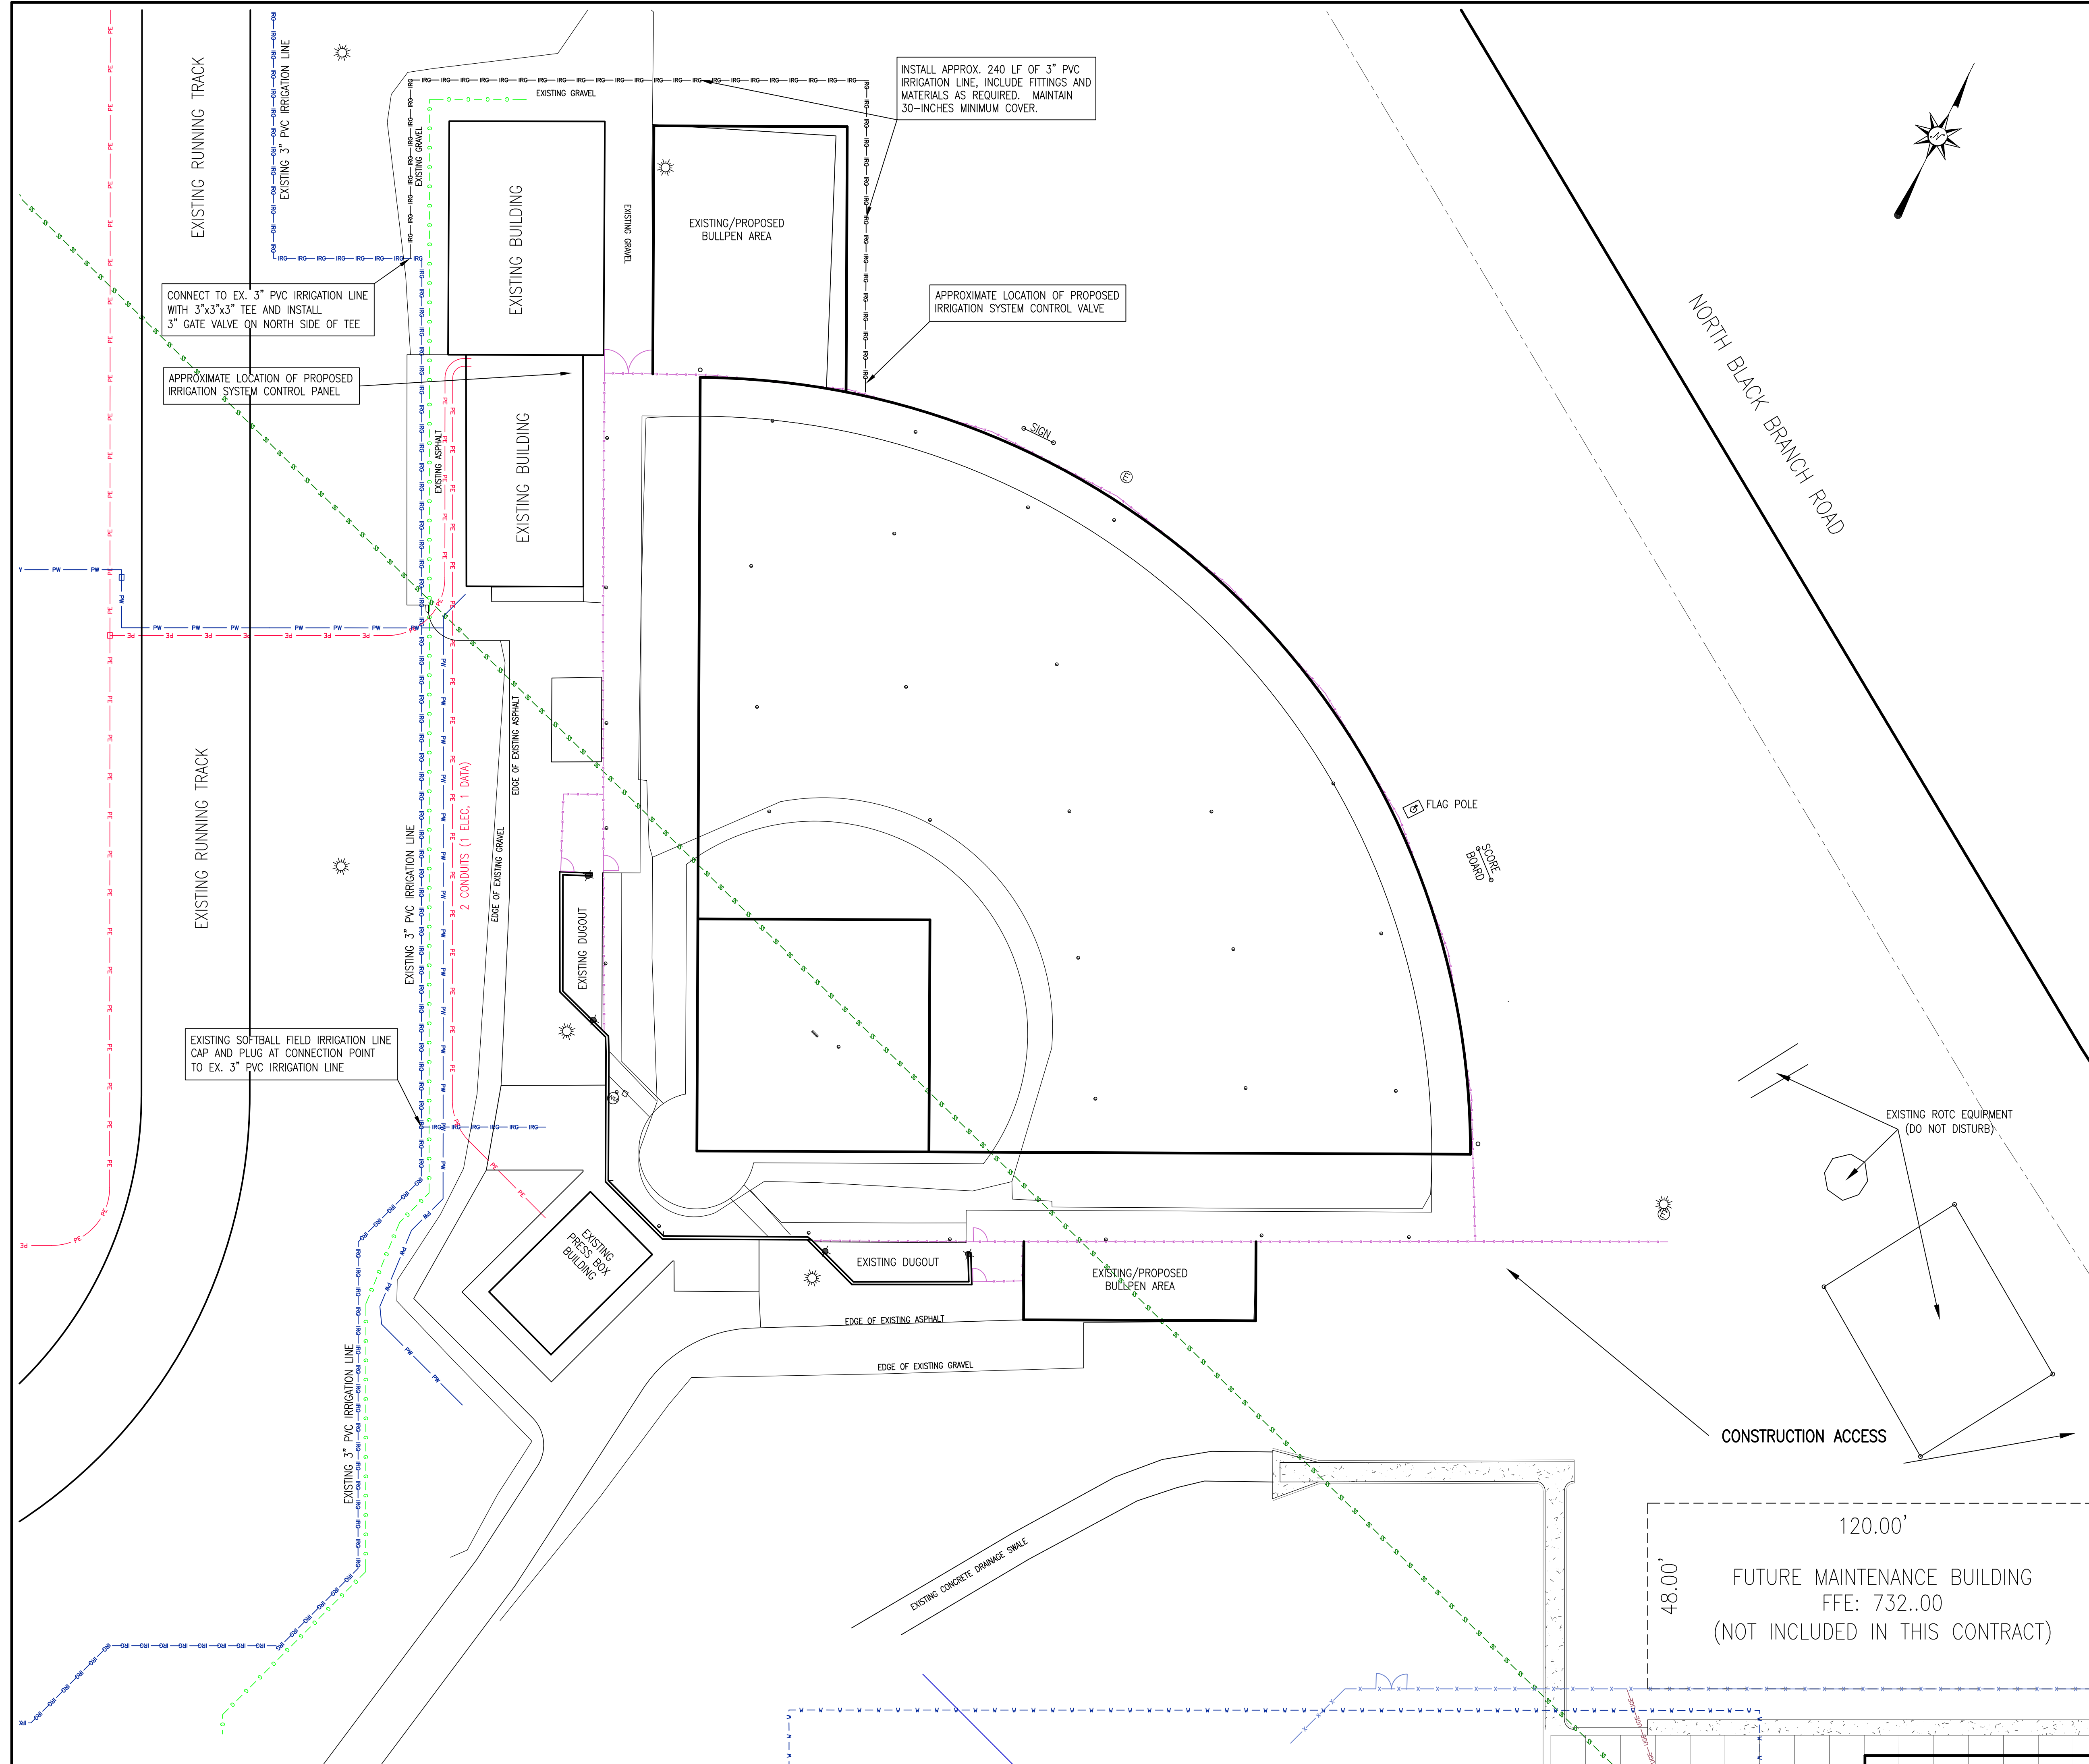 EXISTING RUNNING TRACK
EXISTING 3" PVC IRRIGATION LINE
EXISTING GRAVEL
EXISTING GRAVEL
INSTALL APPROX. 240 LF OF 3" PVC
IRRIGATION LINE, INCLUDE FITTINGS AND
MATERIALS AS REQUIRED. MAINTAIN
30-INCHES MINIMUM COVER.
N
EXISTING BUILDING
EXISTING GRAVEL
EXISTING/PROPOSED
BULLPEN AREA
CONNECT TO EX. 3" PVC IRRIGATION LINE
WITH 3"x3"x3" TEE AND INSTALL
3" GATE VALVE ON NORTH SIDE OF TEE
APPROXIMATE LOCATION OF PROPOSED
IRRIGATION SYSTEM CONTROL VALVE
NORTH BLACK BRANCH ROAD
APPROXIMATE LOCATION OF PROPOSED
IRRIGATION SYSTEM CONTROL PANEL
EXISTING ASPHALT
EXISTING BUILDING
SIGN
E
EXISTING RUNNING TRACK
EDGE OF EXISTING ASPHALT
2 CONDUITS (1 ELEC. 1 DATA)
EXISTING 3" PVC IRRIGATION LINE
EDGE OF EXISTING GRAVEL
FLAG POLE
SCORE
BOARD
EXISTING DUGOUT
EXISTING SOFTBALL FIELD IRRIGATION LINE
CAP AND PLUG AT CONNECTION POINT
TO EX. 3" PVC IRRIGATION LINE
EXISTING ROTC EQUIPMENT
(DO NOT DISTURB)
EXISTING
PRESS BOX
BUILDING
EXISTING DUGOUT
EXISTING/PROPOSED
BULLPEN AREA
EDGE OF EXISTING ASPHALT
EDGE OF EXISTING GRAVEL
EXISTING 3" PVC IRRIGATION LINE
CONSTRUCTION ACCESS
EXISTING CONCRETE DRAINAGE SWALE
120.00'
48.00'
FUTURE MAINTENANCE BUILDING
FFE: 732..00
(NOT INCLUDED IN THIS CONTRACT)